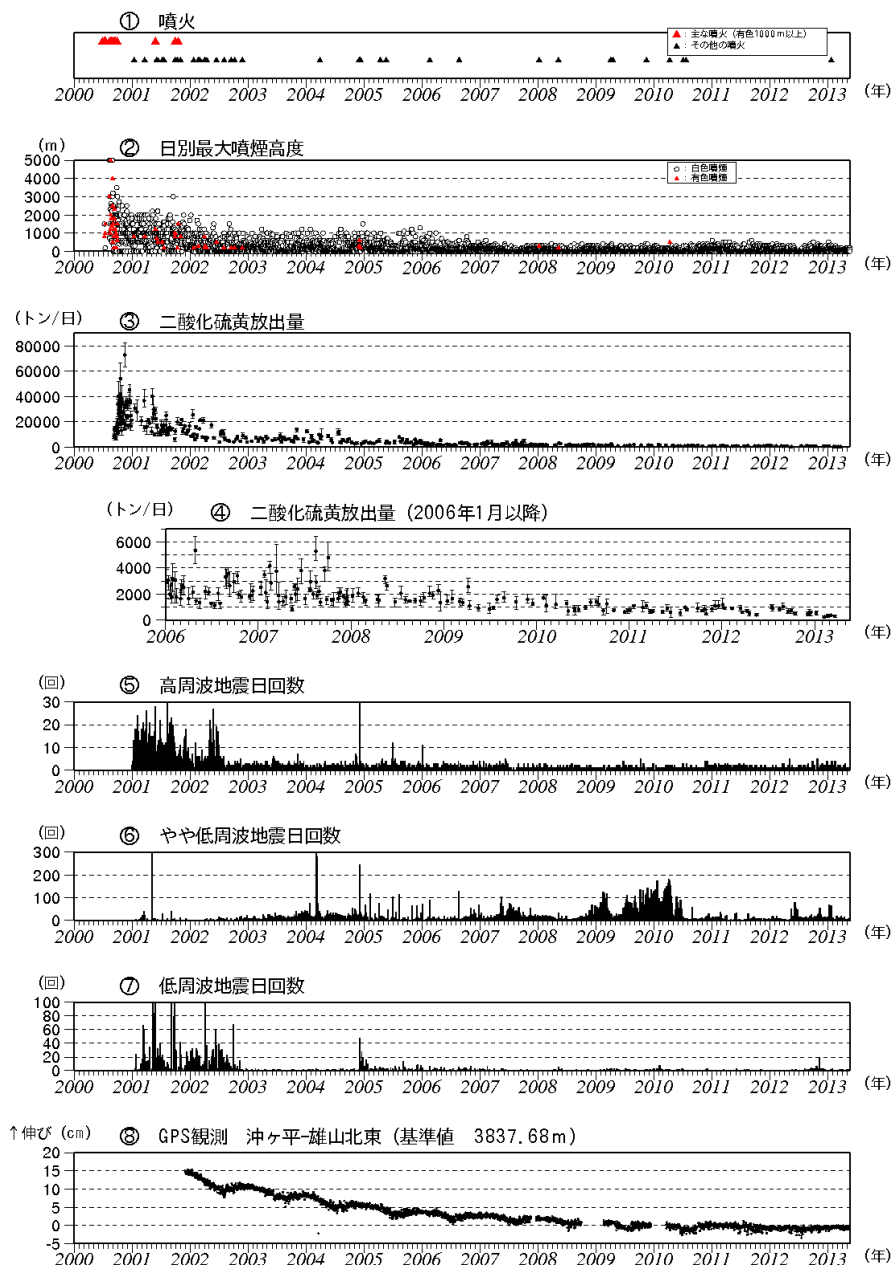 ① 噴火
▲ : 主な噴火（有色1000m以上）
▲ : その他の噴火
2000 2001 2002 2003 2004 2005 2006 2007 2008 2009 2010 2011 2012 2013 (年)
(m) ② 日別最大噴煙高度
○ : 白色噴煙
▲ : 有色噴煙
5000
4000
3000
2000
1000
0
2000 2001 2002 2003 2004 2005 2006 2007 2008 2009 2010 2011 2012 2013 (年)
(トン/日) ③ 二酸化硫黄放出量
80000
60000
40000
20000
0
2000 2001 2002 2003 2004 2005 2006 2007 2008 2009 2010 2011 2012 2013 (年)
(トン/日) ④ 二酸化硫黄放出量（2006年1月以降）
6000
4000
2000
0
2006 2007 2008 2009 2010 2011 2012 2013 (年)
(回) ⑤ 高周波地震日回数
30
20
10
0
2000 2001 2002 2003 2004 2005 2006 2007 2008 2009 2010 2011 2012 2013 (年)
(回) ⑥ やや低周波地震日回数
300
200
100
0
2000 2001 2002 2003 2004 2005 2006 2007 2008 2009 2010 2011 2012 2013 (年)
(回) ⑦ 低周波地震日回数
100
80
60
40
20
0
2000 2001 2002 2003 2004 2005 2006 2007 2008 2009 2010 2011 2012 2013 (年)
↑伸び (cm) ⑧ GPS観測 沖ヶ平-雄山北東（基準値 3837.68m）
20
15
10
5
0
-5
2000 2001 2002 2003 2004 2005 2006 2007 2008 2009 2010 2011 2012 2013 (年)